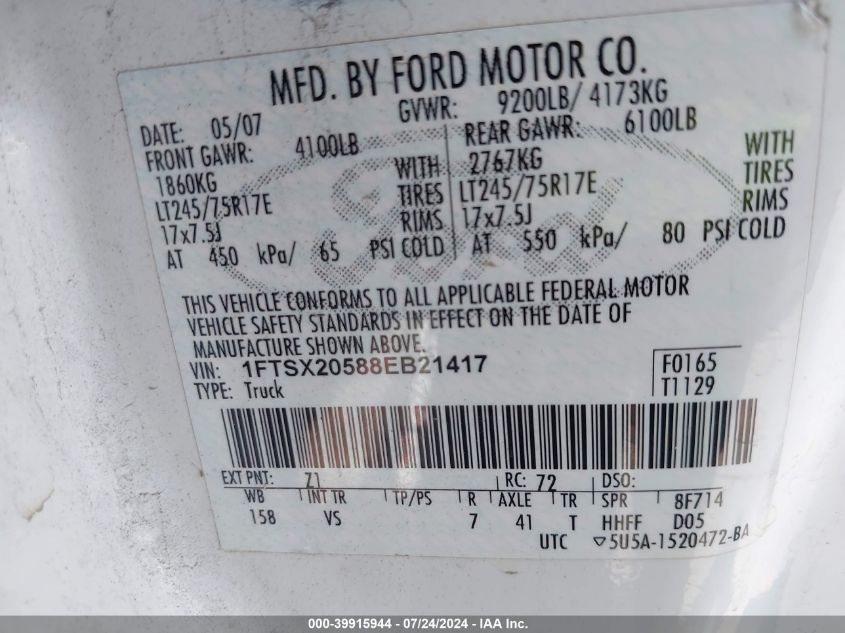 MFD. BY FORD MOTOR CO.
DATE: 05/07 GVWR: 9200LB/ 4173KG
FRONT GAWR: 4100LB REAR GAWR: 6100LB
1860KG WITH 2767KG WITH
LT245/75R17E TIRES LT245/75R17E TIRES
17x7.5J RIMS 17x7.5J RIMS
AT 450 kPa/ 65 PSI COLD AT 550 kPa/ 80 PSI COLD
Ford
THIS VEHICLE CONFORMS TO ALL APPLICABLE FEDERAL MOTOR
VEHICLE SAFETY STANDARDS IN EFFECT ON THE DATE OF
MANUFACTURE SHOWN ABOVE.
VIN: 1FTSX20588EB21417 F0165
TYPE: Truck T1129
EXT PNT: Z1 RC: 72 DSO:
WB INT TR TP/PS R AXLE TR SPR 8F714
158 VS 7 41 T HHFF D05
UTC ▽5U5A-1520472-BA
000-39915944 / 07/24/2024 - IAA Inc.